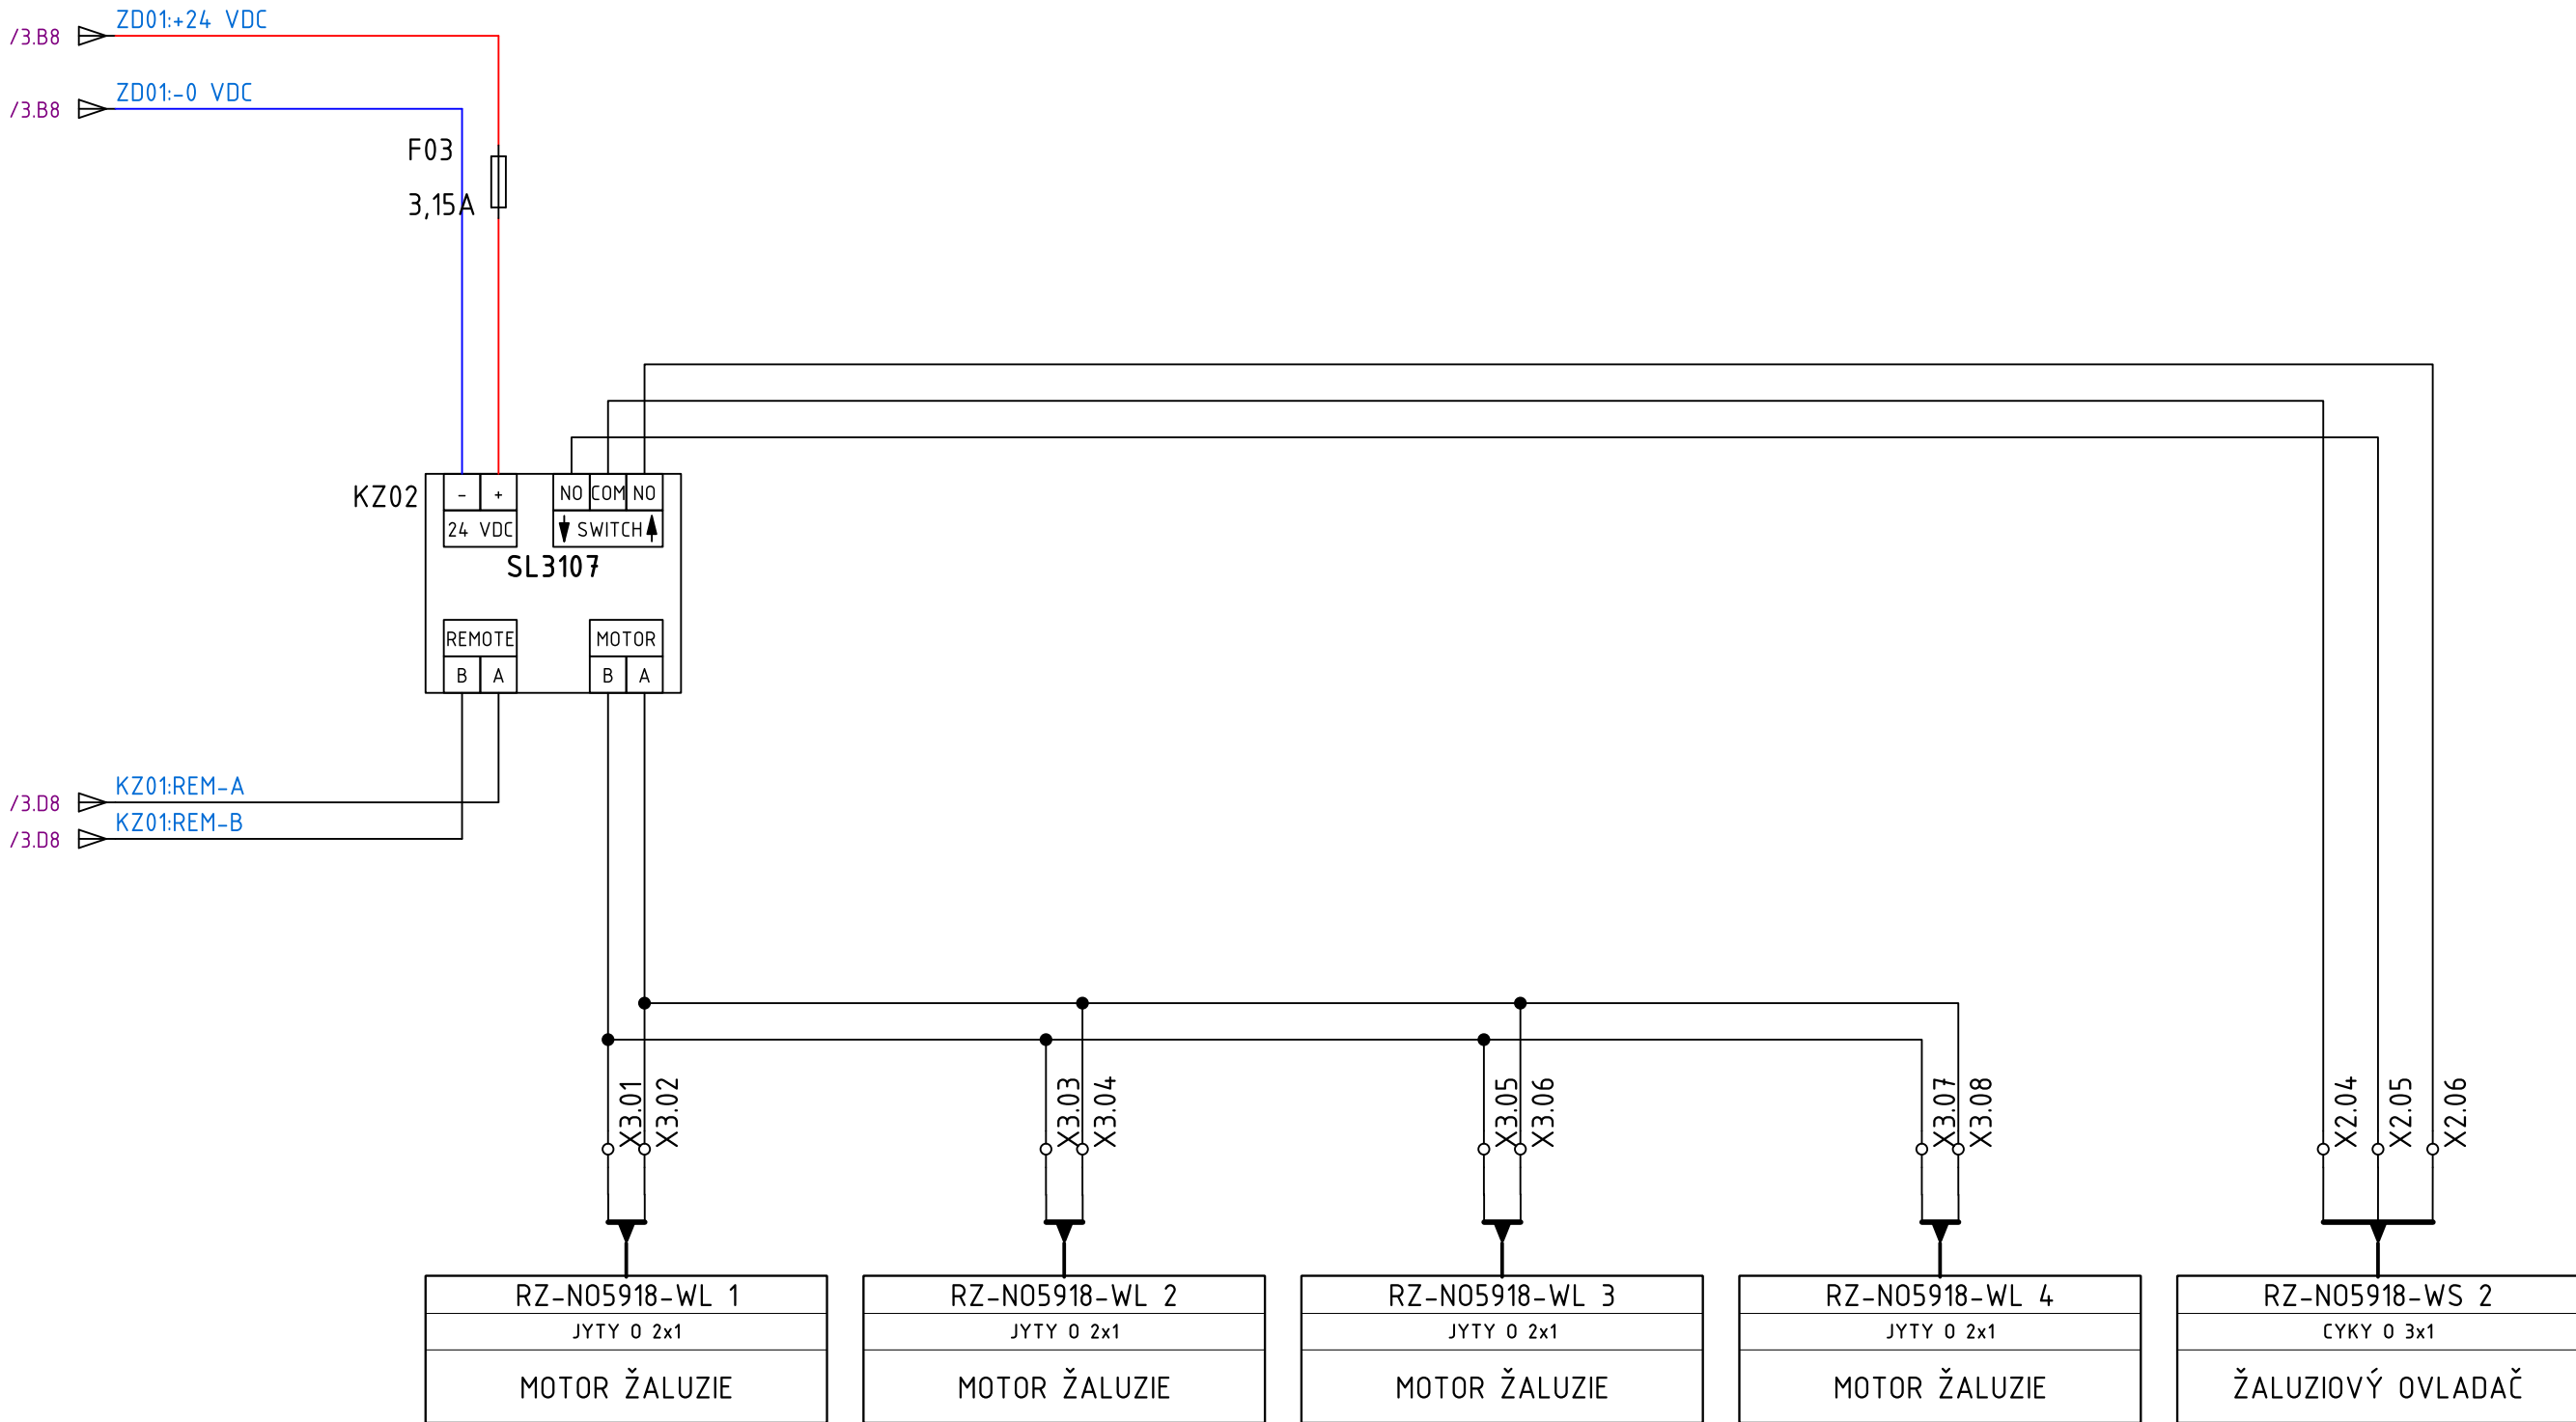 ZD01:+24 VDC
/3.B8
ZD01:-0 VDC
/3.B8
F03
3,15A
KZ02
- + NO COM NO
24 VDC SWITCH
SL3107
REMOTE MOTOR
B A B A
KZ01:REM-A
/3.D8
KZ01:REM-B
/3.D8
X3.01 X3.02 X3.03 X3.04 X3.05 X3.06 X3.07 X3.08 X2.04 X2.05 X2.06
RZ-N05918-WL 1 RZ-N05918-WL 2 RZ-N05918-WL 3 RZ-N05918-WL 4 RZ-N05918-WS 2
JYTY O 2x1 JYTY O 2x1 JYTY O 2x1 JYTY O 2x1 CYKY O 3x1
MOTOR ŽALUZIE MOTOR ŽALUZIE MOTOR ŽALUZIE MOTOR ŽALUZIE ŽALUZIOVÝ OVLADAČ